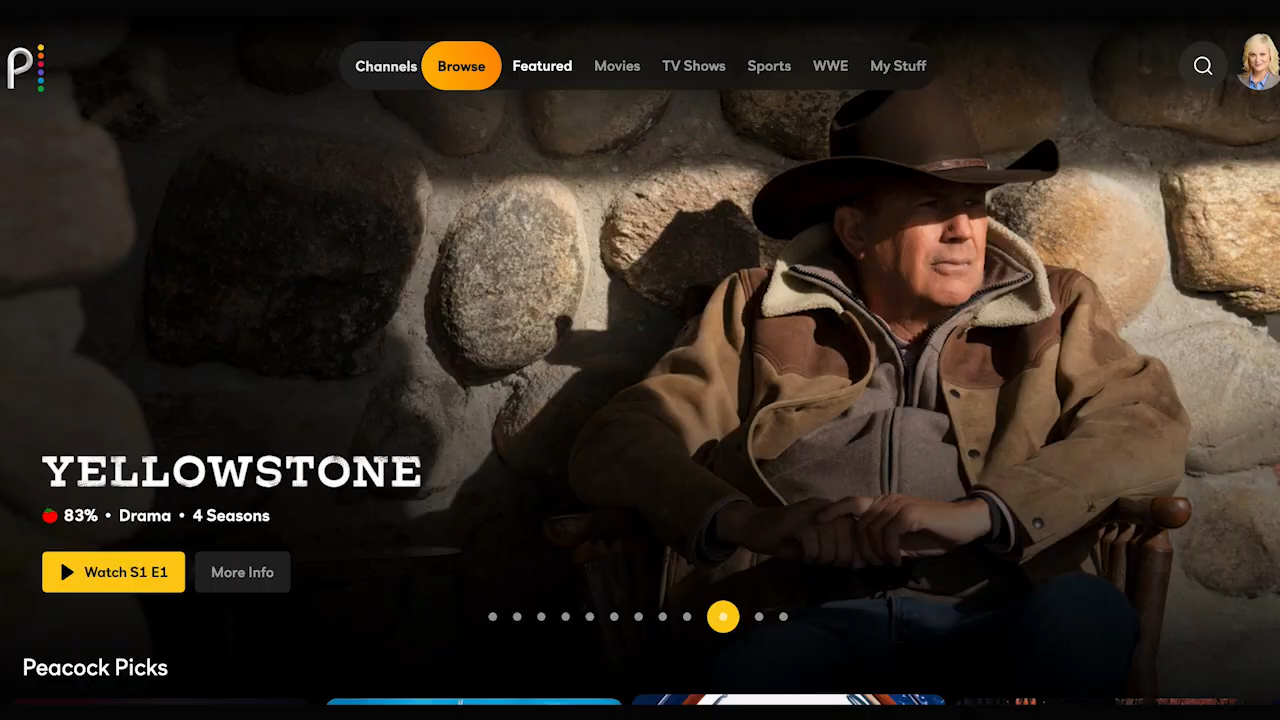 P
Channels Browse Featured Movies TV Shows Sports WWE My Stuff
YELLOWSTONE
83% • Drama • 4 Seasons
Watch S1 E1 More Info
Peacock Picks